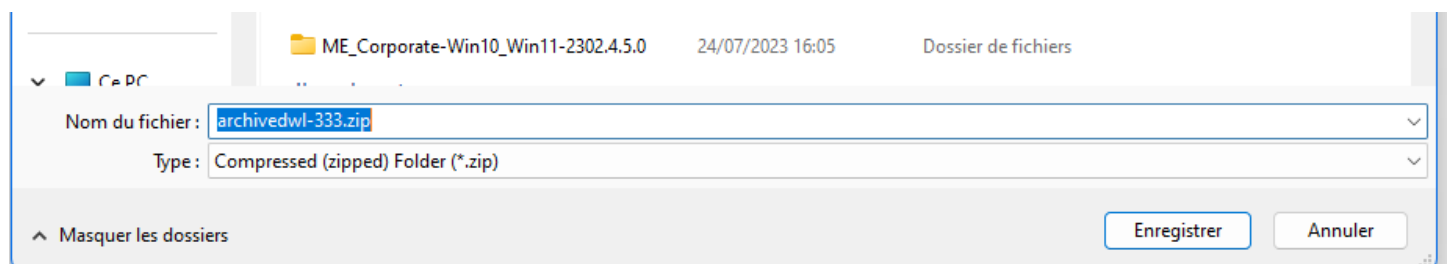 ME_Corporate-Win10_Win11-2302.4.5.0 24/07/2023 16:05 Dossier de fichiers
Ce PC
Nom du fichier : archivedwl-333.zip
Type : Compressed (zipped) Folder (*.zip)
Masquer les dossiers Enregistrer Annuler